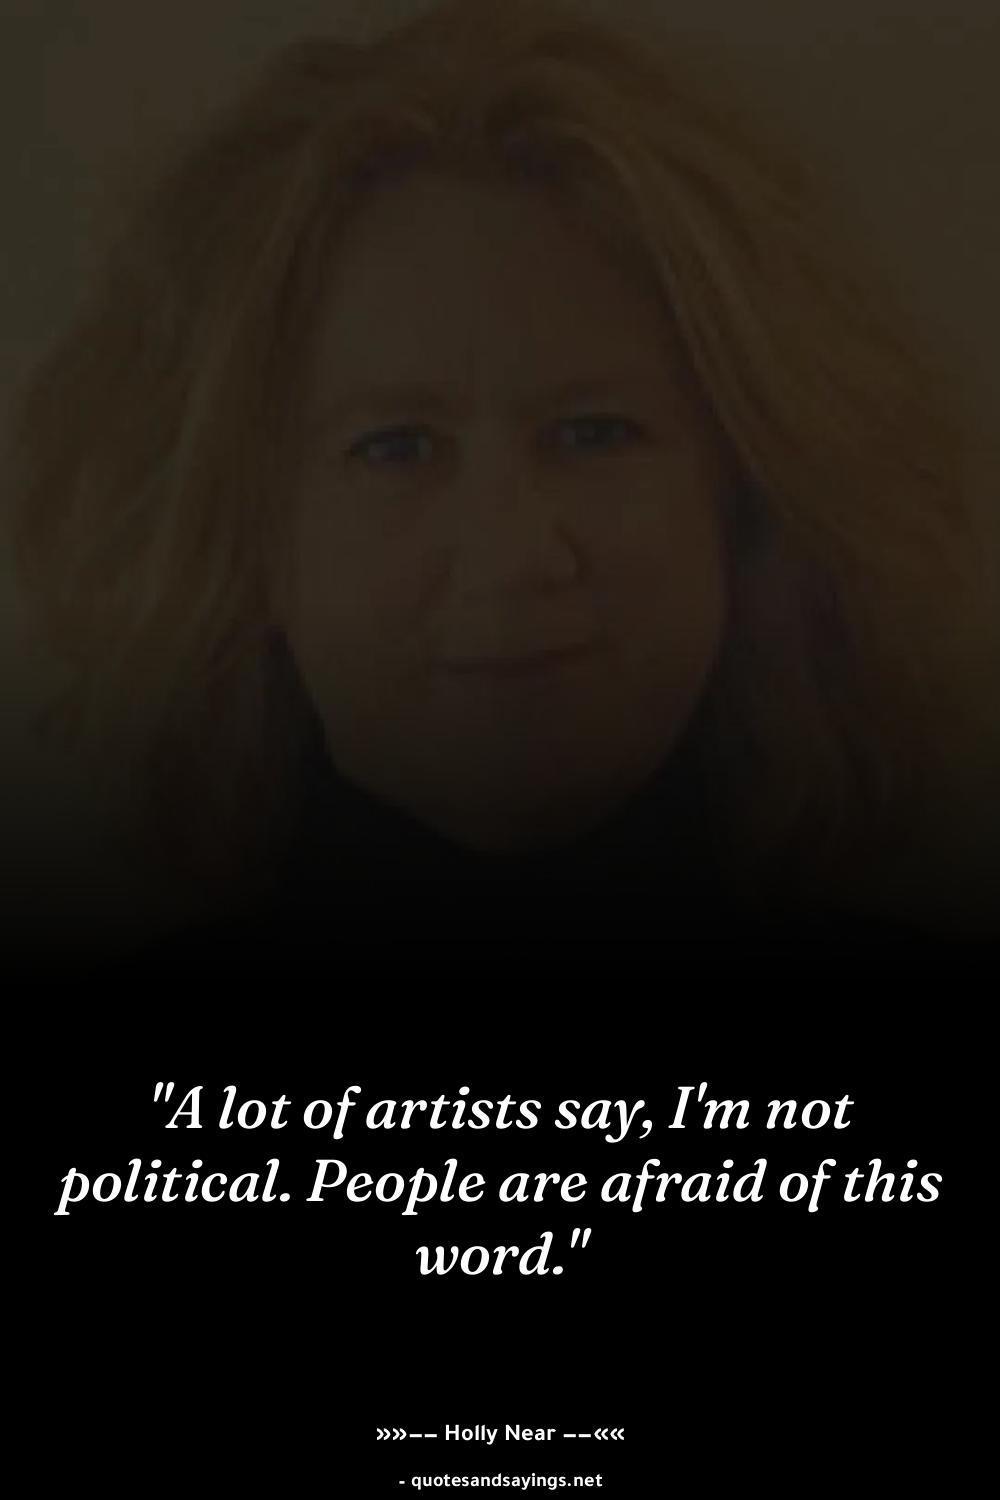 "A lot of artists say, I'm not
political. People are afraid of this
word."
»»−− Holly Near −−««
- quotesandsayings.net